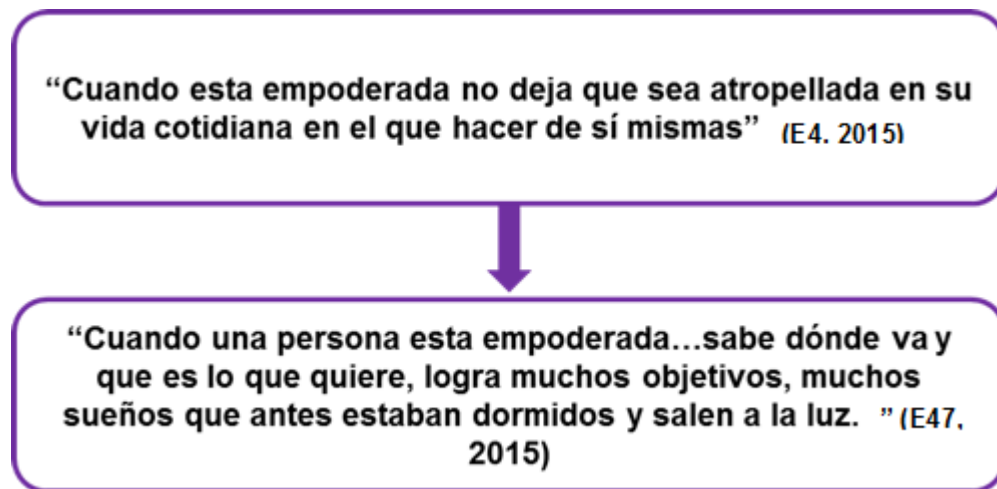 “Cuando esta empoderada no deja que sea atropellada en su
vida cotidiana en el que hacer de sí mismas” (E4, 2015)
“Cuando una persona esta empoderada…sabe dónde va y
que es lo que quiere, logra muchos objetivos, muchos
sueños que antes estaban dormidos y salen a la luz. ” (E47,
2015)